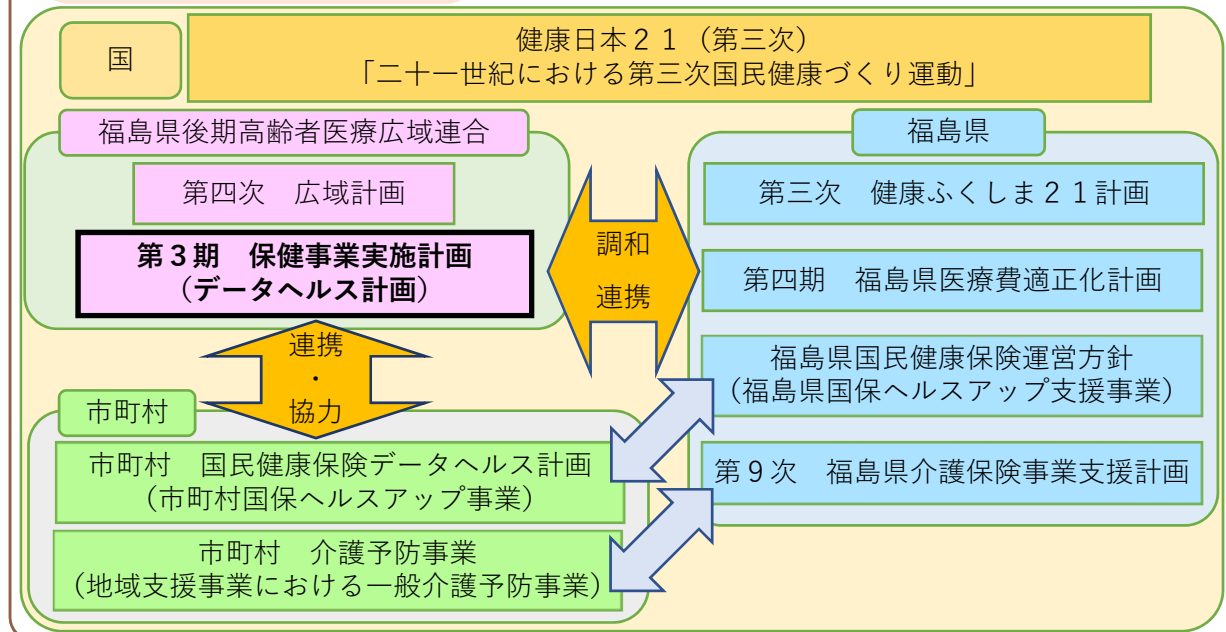 国
健康日本２１（第三次）
「二十一世紀における第三次国民健康づくり運動」
福島県後期高齢者医療広域連合
第四次　広域計画
第３期　保健事業実施計画
（データヘルス計画）
調和
連携
福島県
第三次　健康ふくしま２１計画
第四期　福島県医療費適正化計画
福島県国民健康保険運営方針
（福島県国保ヘルスアップ支援事業）
第９次　福島県介護保険事業支援計画
連携
・
協力
市町村
市町村　国民健康保険データヘルス計画
（市町村国保ヘルスアップ事業）
市町村　介護予防事業
（地域支援事業における一般介護予防事業）